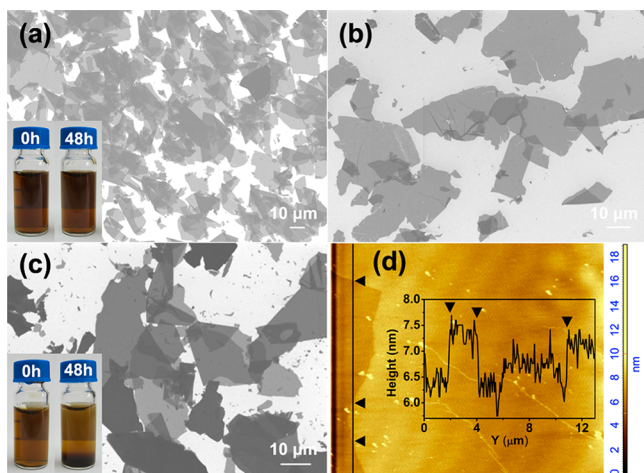 (a)
0h 48h
10 μm
(b)
10 μm
(c)
0h 48h
10 μm
(d)
8.0
7.5
7.0
6.5
6.0
Height (nm)
0 4 8 12
Y (μm)
18
16
14
12
10
8
6
4
2
0
nm